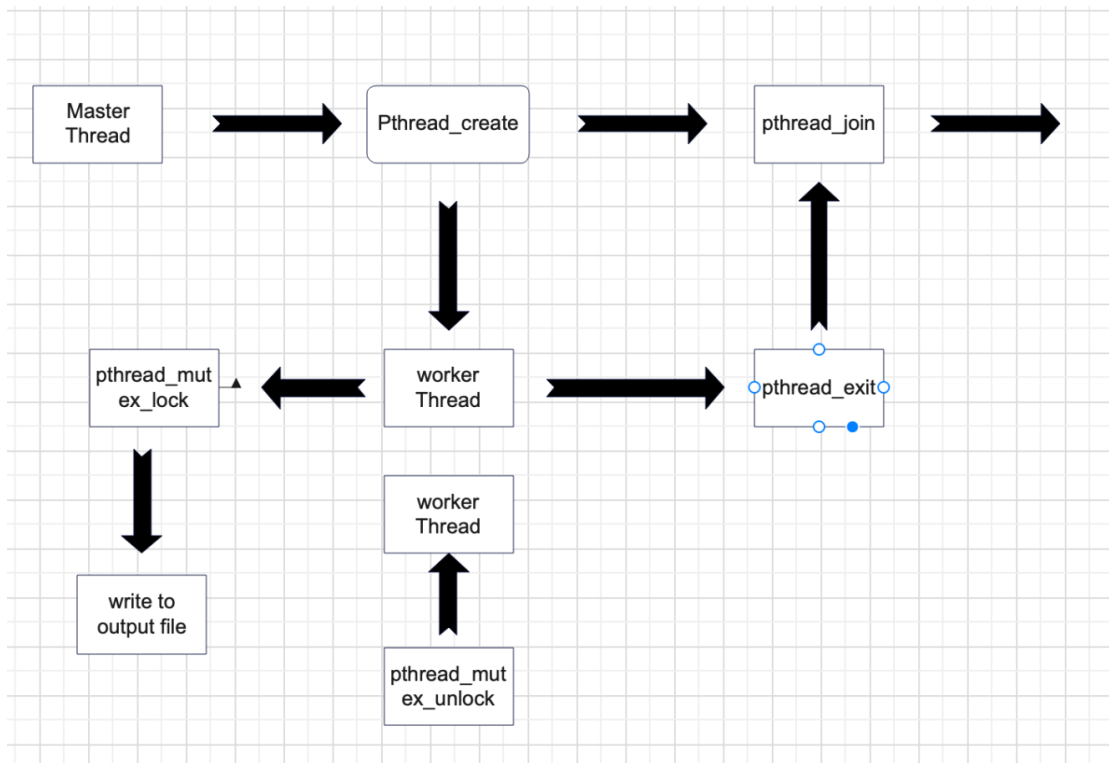 Master
Thread
Pthread_create
pthread_join
pthread_mut
ex_lock
worker
Thread
pthread_exit
worker
Thread
write to
output file
pthread_mut
ex_unlock